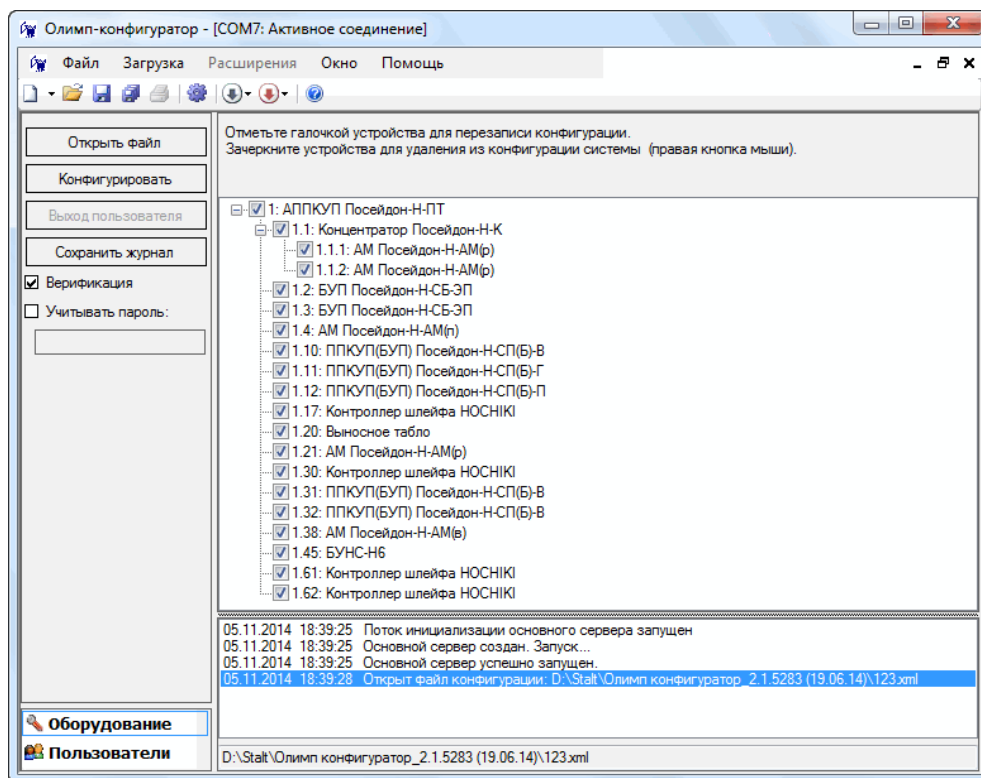 Олимп-конфигуратор - [COM7: Активное соединение]
Файл Загрузка Расширения Окно Помощь
Открыть файл
Конфигурировать
Выход пользователя
Сохранить журнал
Верификация
Учитывать пароль:
Отметьте галочкой устройства для перезаписи конфигурации.
Зачеркните устройства для удаления из конфигурации системы (правая кнопка мыши).
1: АППКУП Посейдон-Н-ПТ
1.1: Концентратор Посейдон-Н-К
1.1.1: АМ Посейдон-Н-АМ(р)
1.1.2: АМ Посейдон-Н-АМ(р)
1.2: БУП Посейдон-Н-СБ-ЭП
1.3: БУП Посейдон-Н-СБ-ЭП
1.4: АМ Посейдон-Н-АМ(п)
1.10: ППКУП(БУП) Посейдон-Н-СП(Б)-В
1.11: ППКУП(БУП) Посейдон-Н-СП(Б)-Г
1.12: ППКУП(БУП) Посейдон-Н-СП(Б)-П
1.17: Контроллер шлейфа HOCHIKI
1.20: Выносное табло
1.21: АМ Посейдон-Н-АМ(р)
1.30: Контроллер шлейфа HOCHIKI
1.31: ППКУП(БУП) Посейдон-Н-СП(Б)-В
1.32: ППКУП(БУП) Посейдон-Н-СП(Б)-В
1.38: АМ Посейдон-Н-АМ(в)
1.45: БУНС-Н6
1.61: Контроллер шлейфа HOCHIKI
1.62: Контроллер шлейфа HOCHIKI
05.11.2014 18:39:25 Поток инициализации основного сервера запущен
05.11.2014 18:39:25 Основной сервер создан. Запуск...
05.11.2014 18:39:25 Основной сервер успешно запущен.
05.11.2014 18:39:28 Открыт файл конфигурации: D:\Stalt\Олимп конфигуратор_2.1.5283 (19.06.14)\123.xml
Оборудование
Пользователи
D:\Stalt\Олимп конфигуратор_2.1.5283 (19.06.14)\123.xml